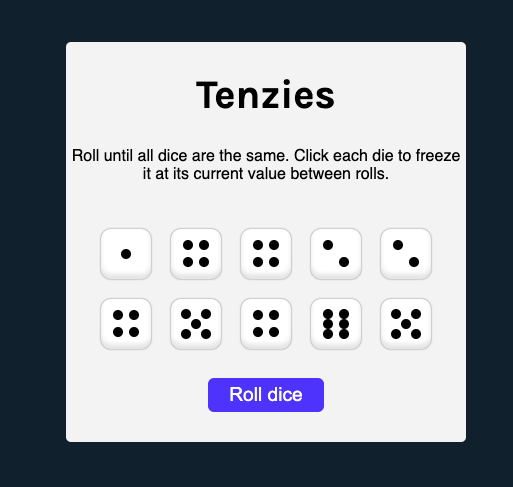 Tenzies
Roll until all dice are the same. Click each die to freeze
it at its current value between rolls.
Roll dice